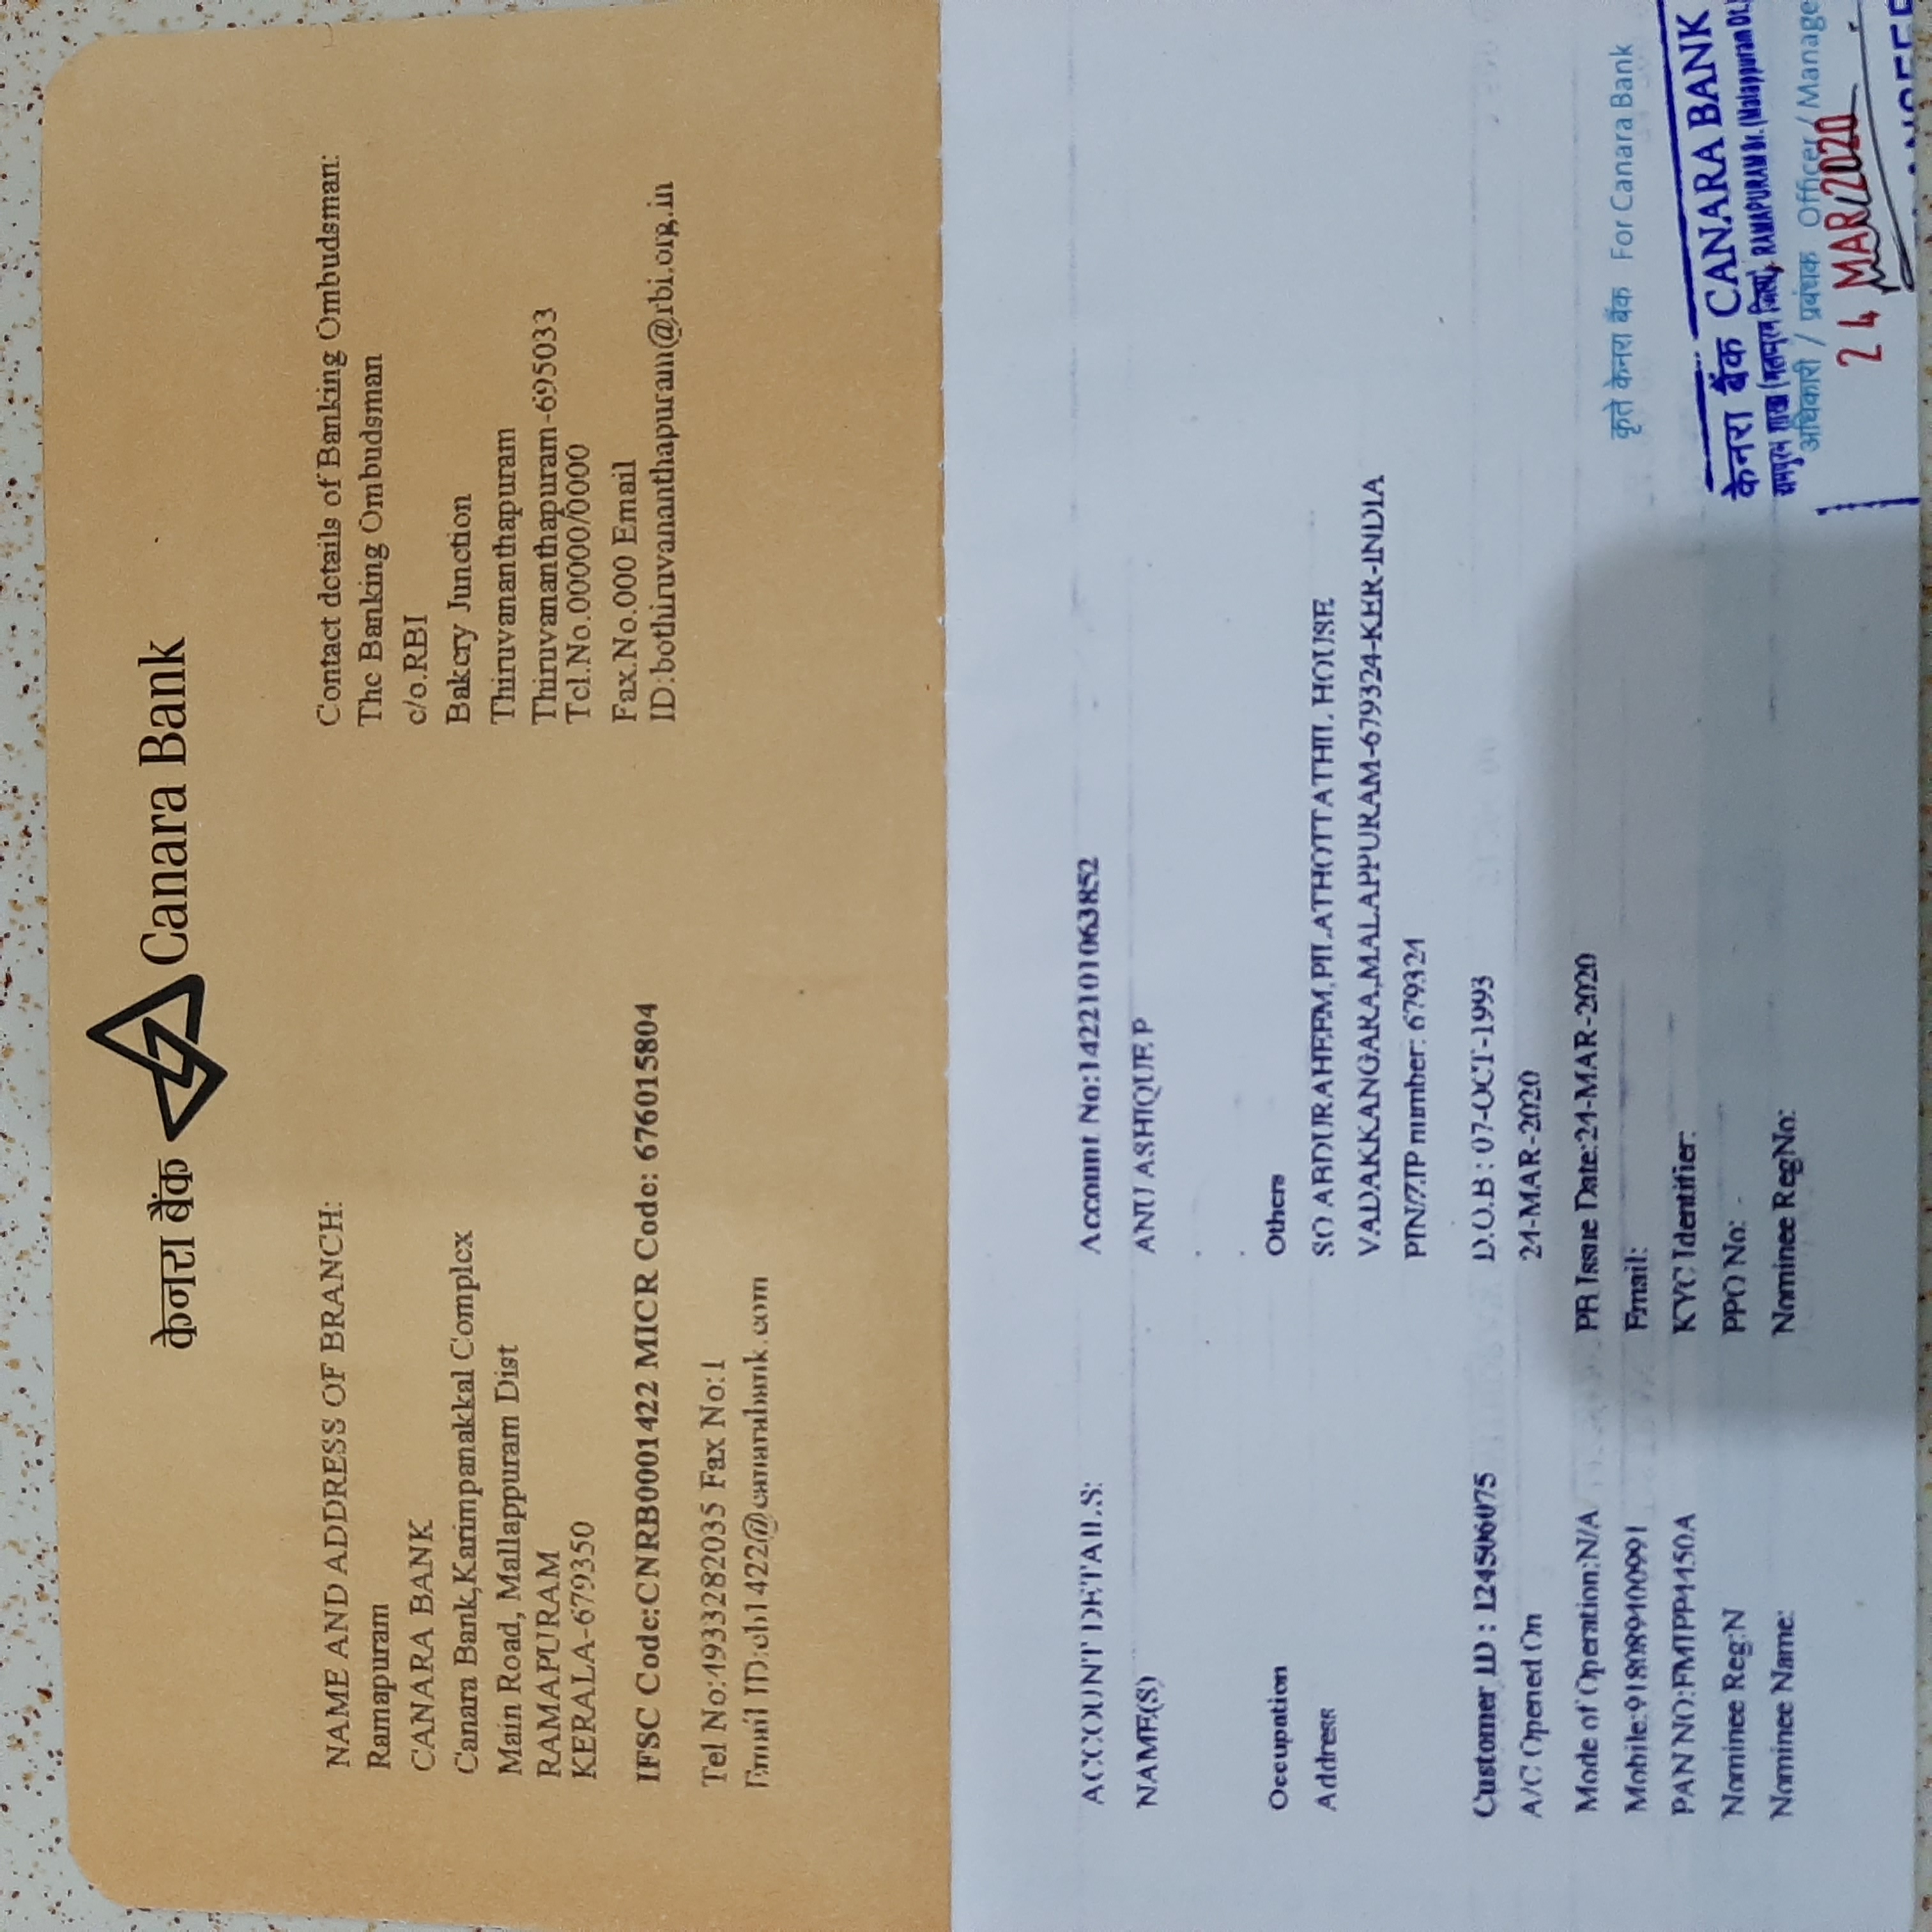 केनरा बैंक Canara Bank
NAME AND ADDRESS OF BRANCH:
Ramapuram
CANARA BANK
Canara Bank,Karimpanakkal Complex
Main Road, Mallappuram Dist
RAMAPURAM
KERALA-679350
IFSC Code:CNRB0001422 MICR Code: 676015804
Tel No:4933282035 Fax No:1
Email ID:cb1422@canarabank.com
Contact details of Banking Ombudsman:
The Banking Ombudsman
c/o.RBI
Bakery Junction
Thiruvananthapuram
Thiruvananthapuram-695033
Tel.No.00000/0000
Fax.No.000 Email
ID:bothiruvananthapuram@rbi.org.in
ACCOUNT DETAILS: Account No:1422101063852
NAME(S) ANU ASHIQUE P
.
.
Occupation Others
Address SO ABDURAHEEM,PILATHOTTATHIL HOUSE
VADAKKANGARA,MALAPPURAM-679324-KER-INDIA
PIN/ZIP number: 679324
Customer ID : 124506075 D.O.B : 07-OCT-1993
A/C Opened On 24-MAR-2020
Mode of Operation:N/A PB Issue Date:24-MAR-2020
Mobile:918089400991 Email:
PAN NO: KYC Identifier:
Nominee Reg:N PPO No: -
Nominee Name: Nominee RegNo:
कृते केनरा बैंक For Canara Bank
केनरा बैंक CANARA BANK
रामपुरम शाखा (मलप्पुरम जिला), RAMAPURAM Br. (Malappuram Dt.)
अधिकारी / प्रबंधक Officer / Manage
24 MAR 2020